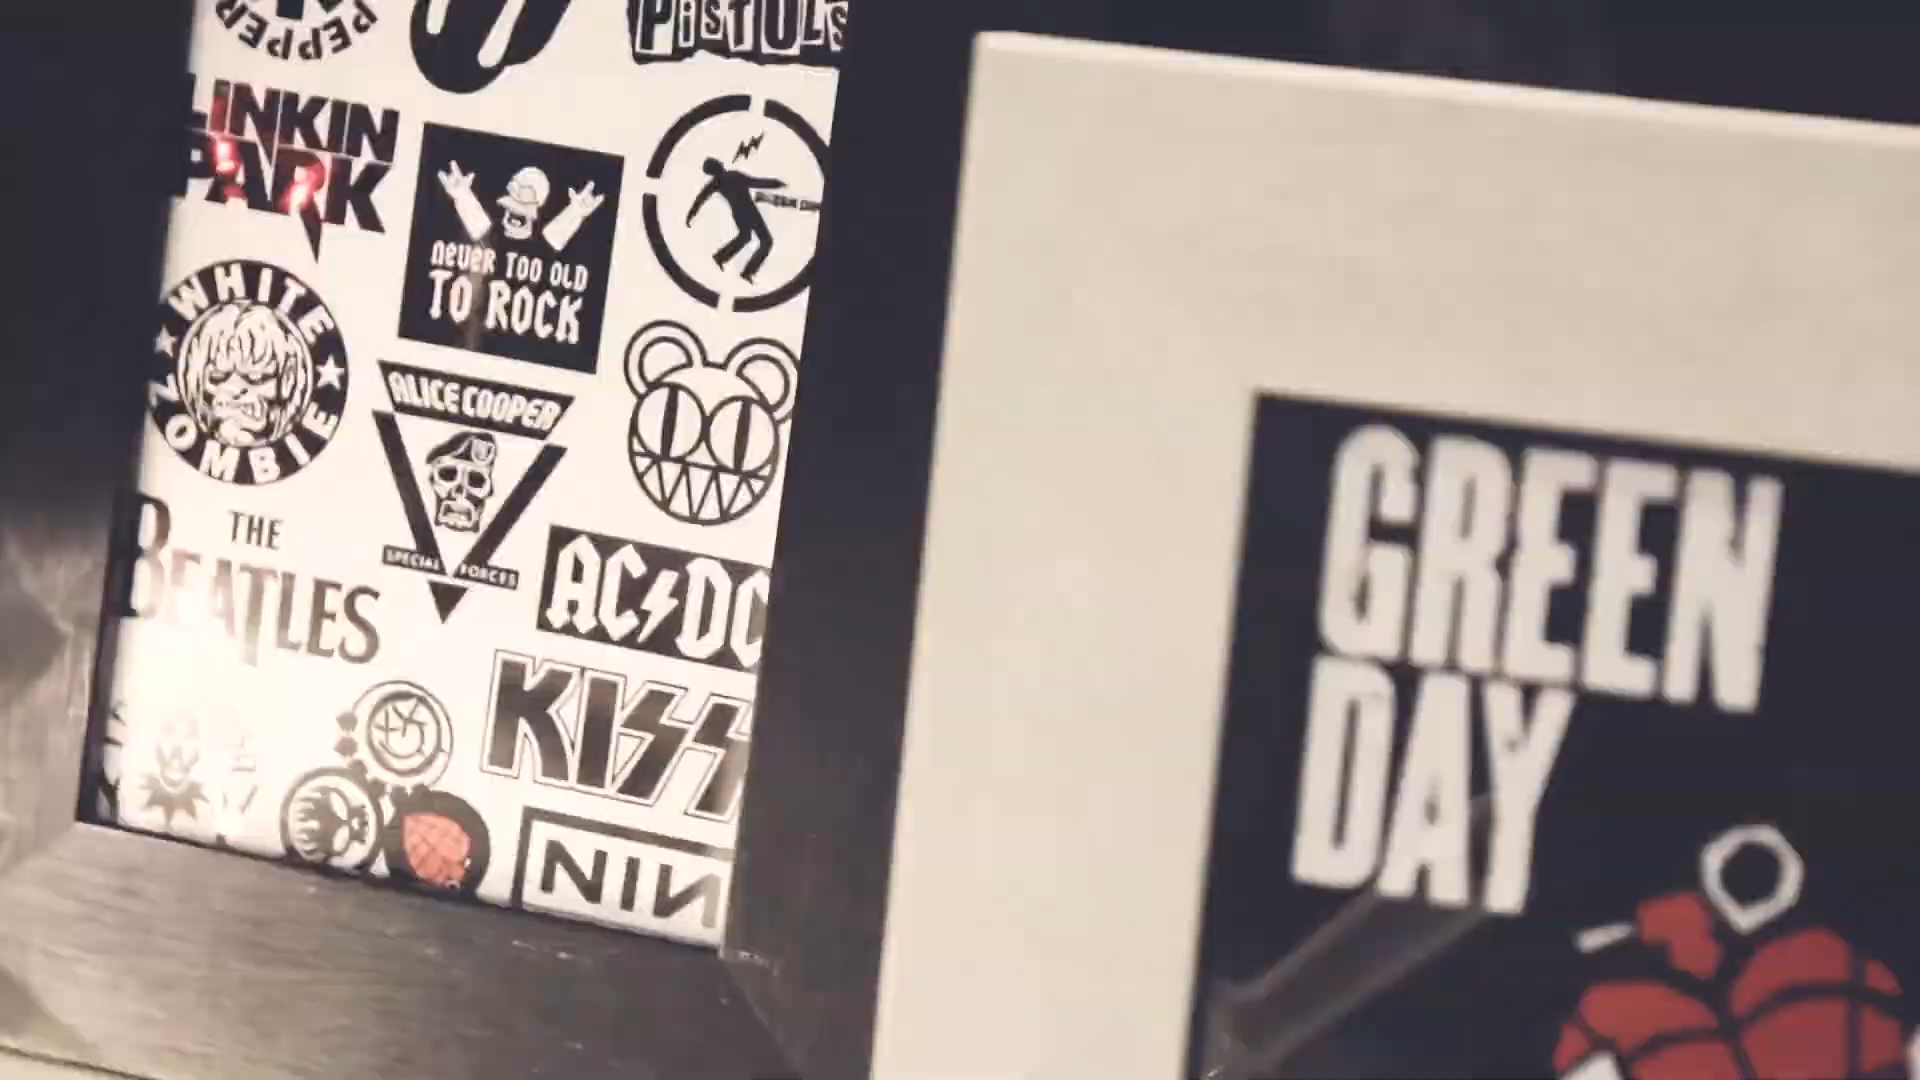 PEPPER
PISTOLS
LINKIN
PARK
NEVER TOO OLD
TO ROCK
WHITE
ZOMBIE
ALICE COOPER
SPECIAL FORCES
THE
BEATLES
AC⚡DC
KISS
NIN
GREEN
DAY